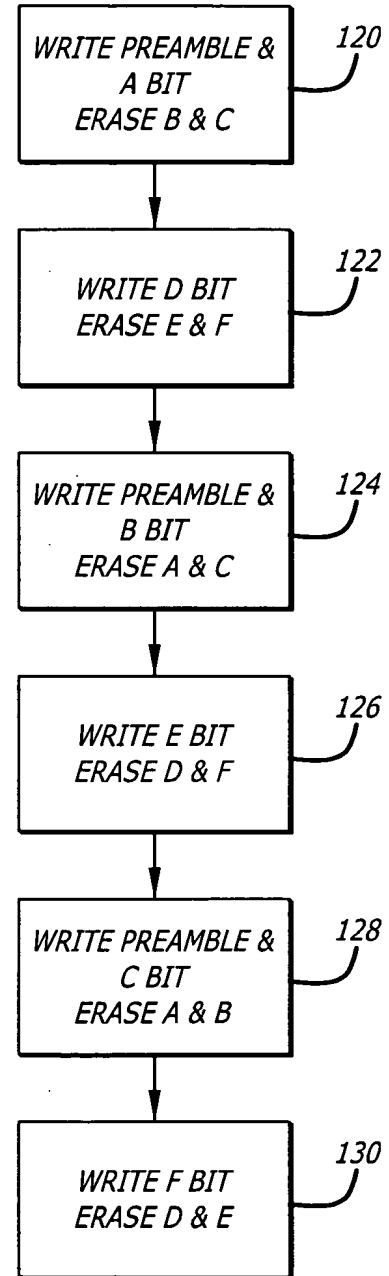 WRITE PREAMBLE &
A BIT
ERASE B & C
120
WRITE D BIT
ERASE E & F
122
WRITE PREAMBLE &
B BIT
ERASE A & C
124
WRITE E BIT
ERASE D & F
126
WRITE PREAMBLE &
C BIT
ERASE A & B
128
WRITE F BIT
ERASE D & E
130